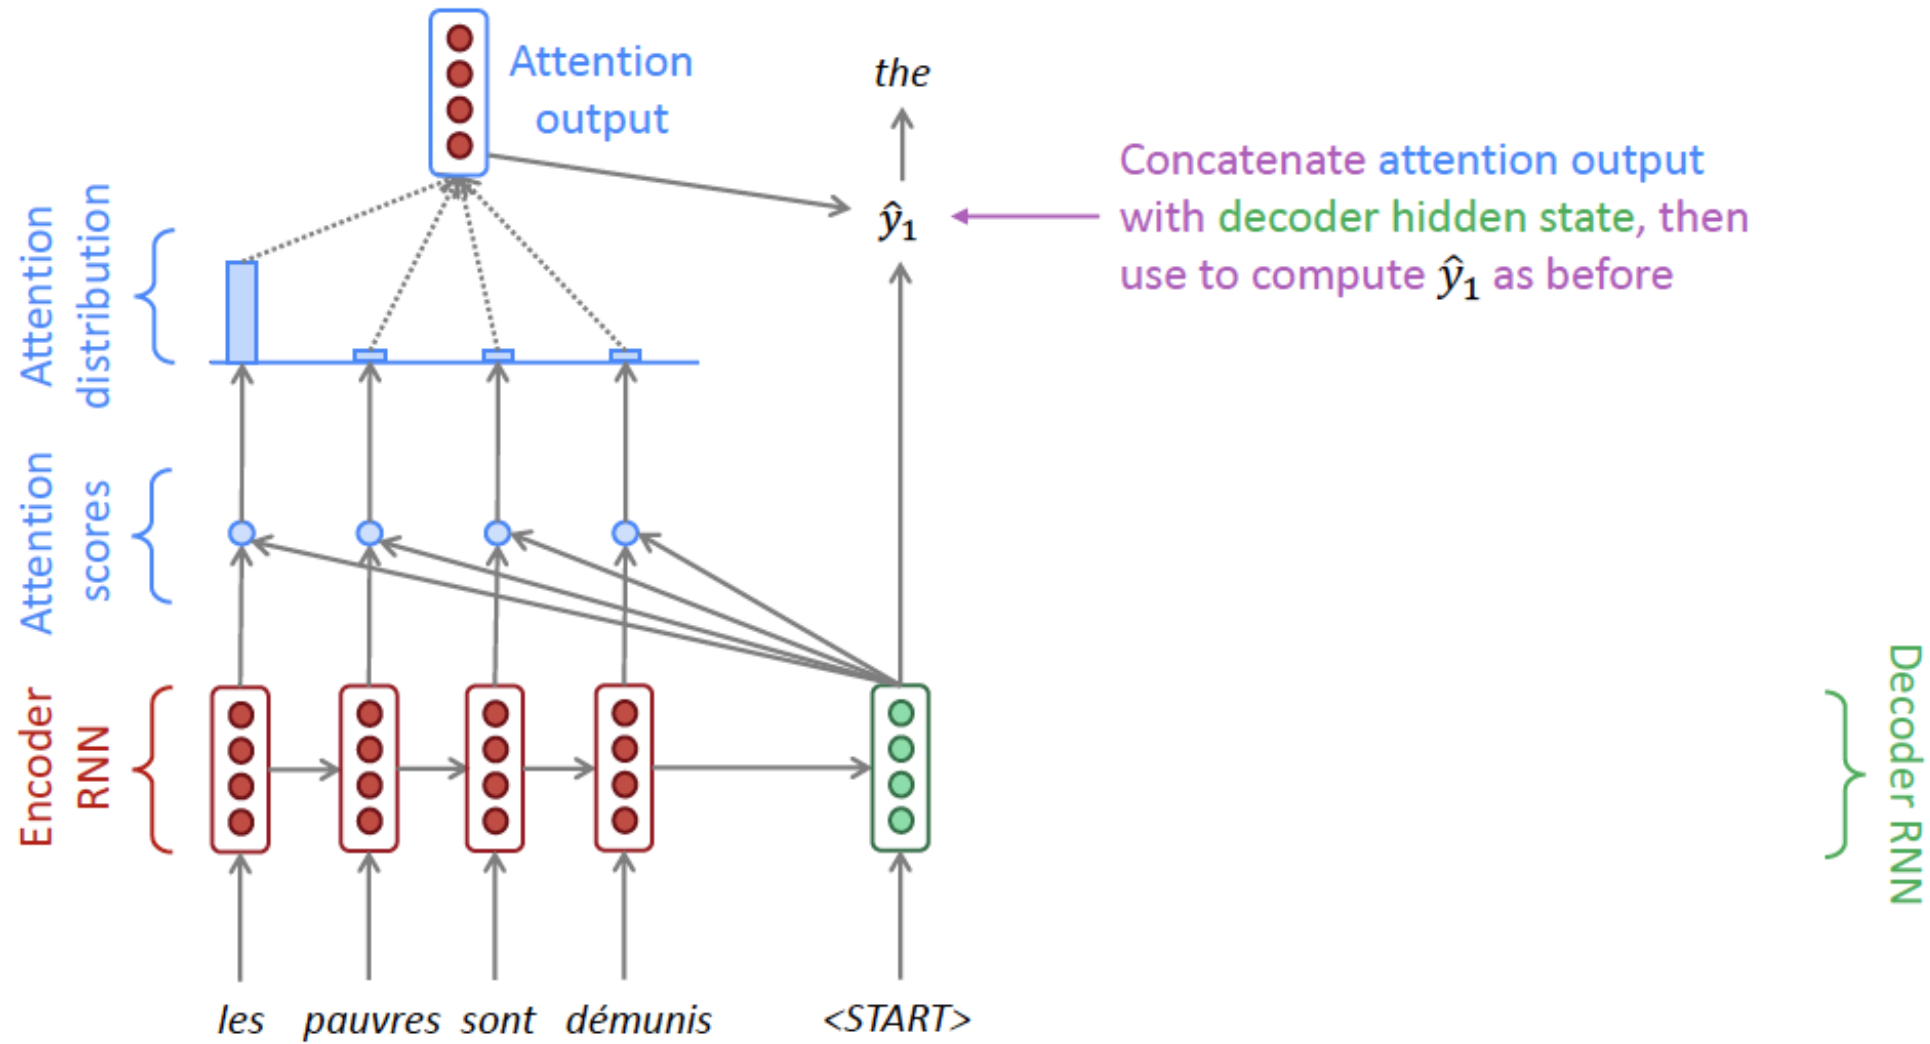 Attention
output
the
Concatenate attention output
with decoder hidden state, then
use to compute ŷ₁ as before
ŷ₁
Attention
distribution
Attention
scores
Encoder
RNN
Decoder RNN
les pauvres sont démunis <START>